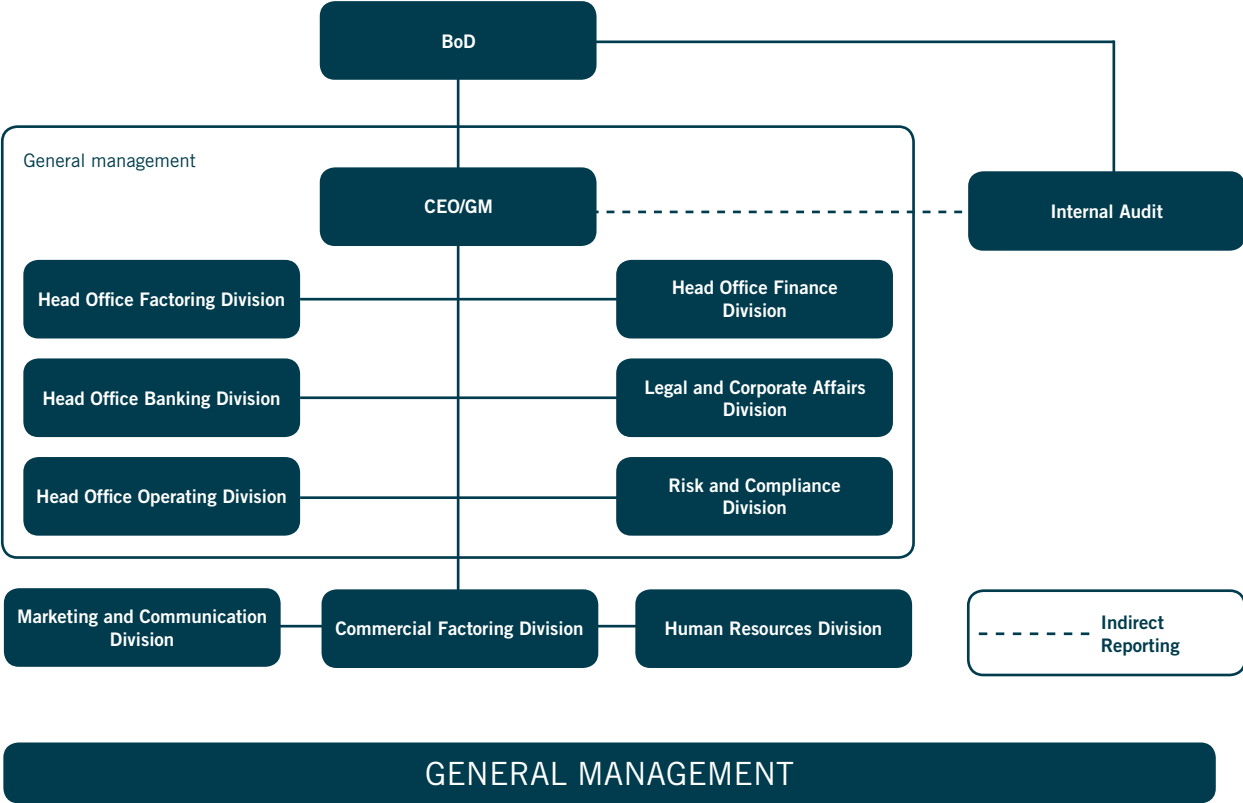 BoD
General management
CEO/GM
Internal Audit
Head Office Factoring Division
Head Office Finance
Division
Head Office Banking Division
Legal and Corporate Affairs
Division
Head Office Operating Division
Risk and Compliance
Division
Marketing and Communication
Division
Commercial Factoring Division
Human Resources Division
Indirect
Reporting
GENERAL MANAGEMENT